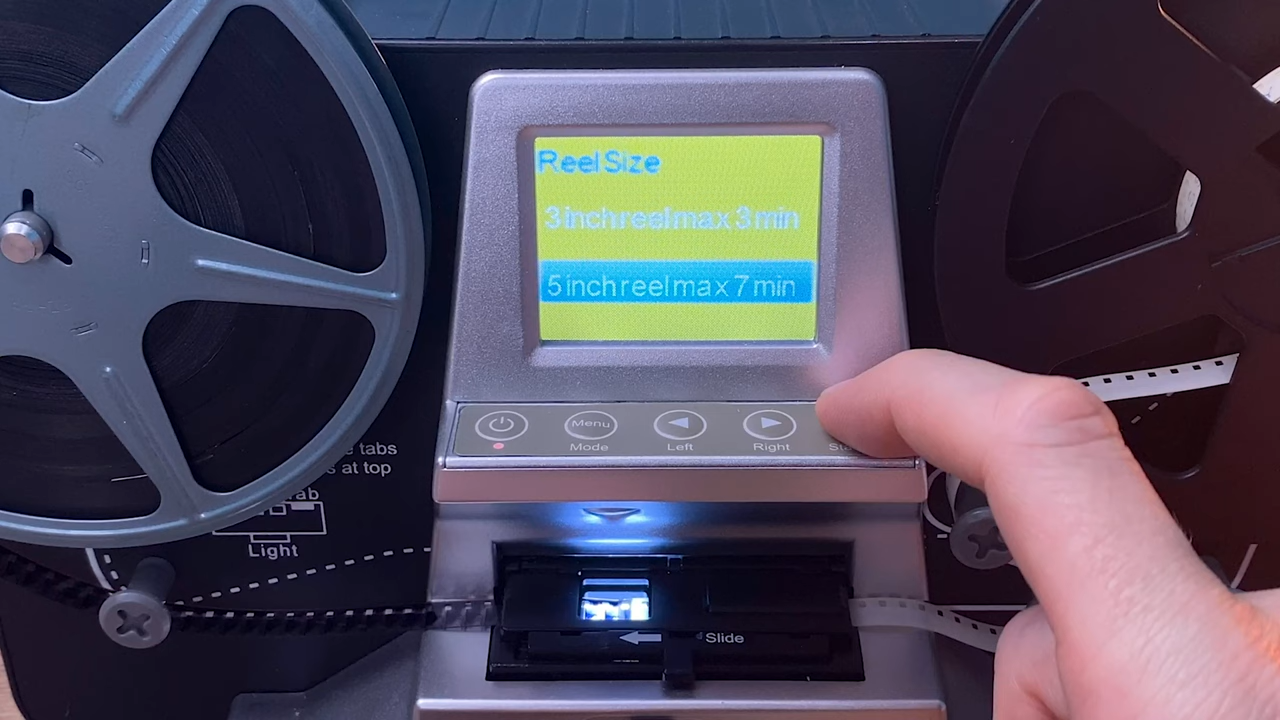 Reel Size
3 inch reel max 3 min
5 inch reel max 7 min
Menu
Mode
Left
Right
tabs
at top
Light
Slide